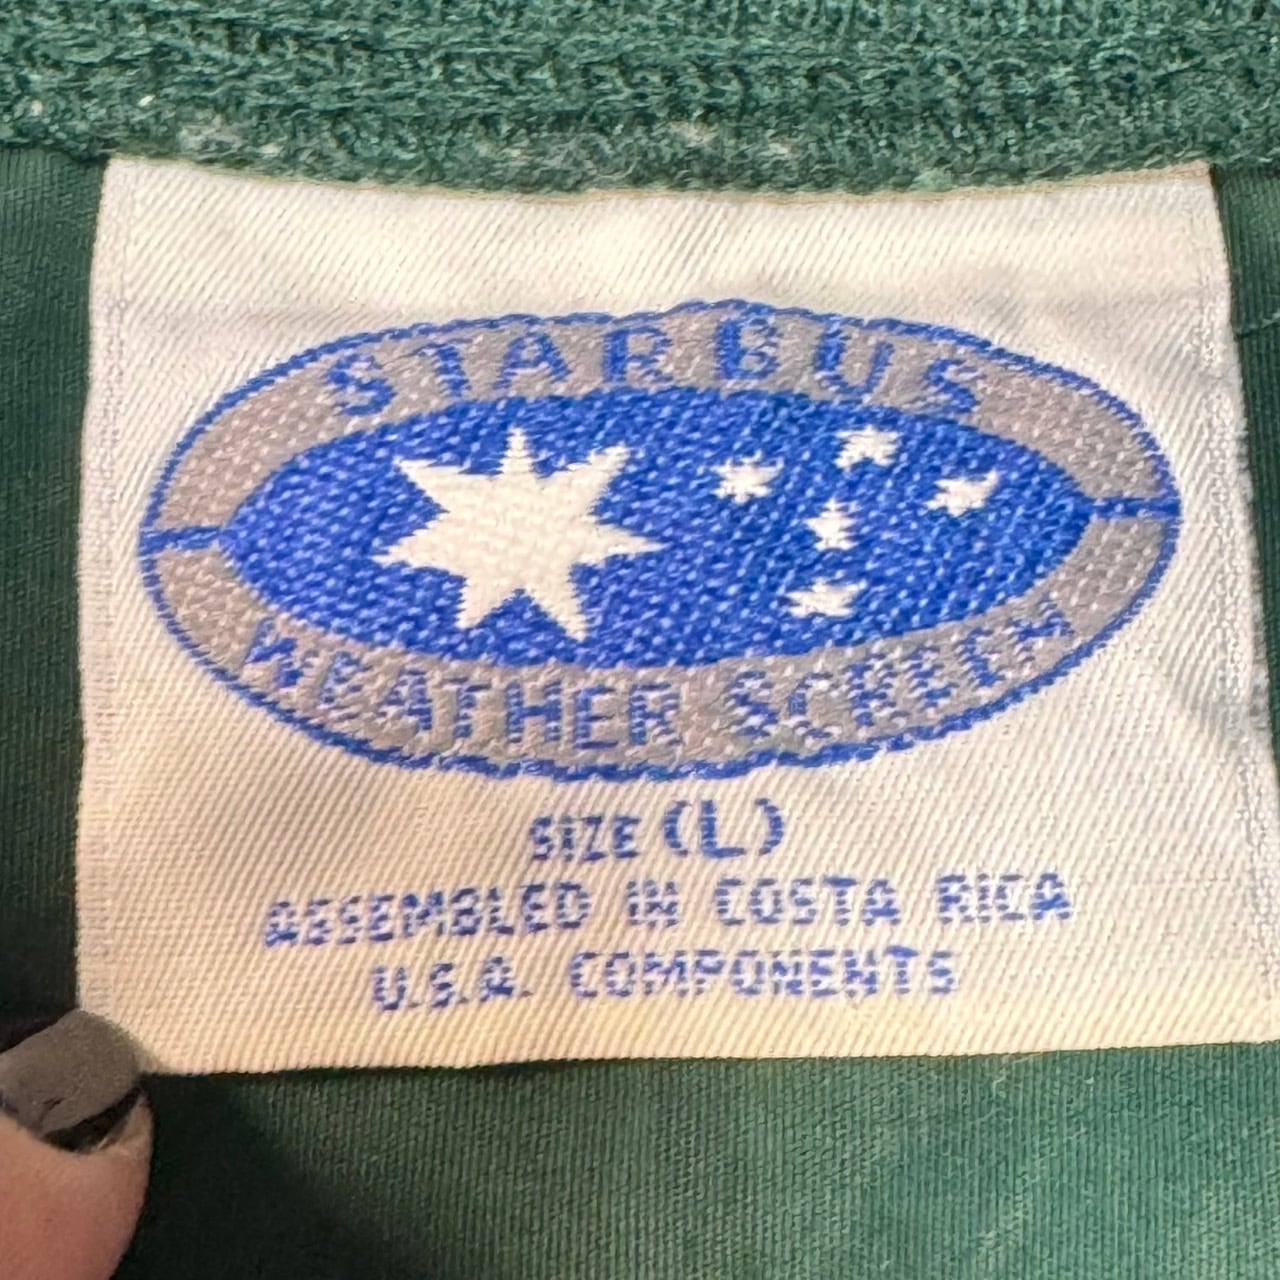 STARBUS
WEATHER SCREEN
SIZE (L)
ASSEMBLED IN COSTA RICA
U.S.A. COMPONENTS